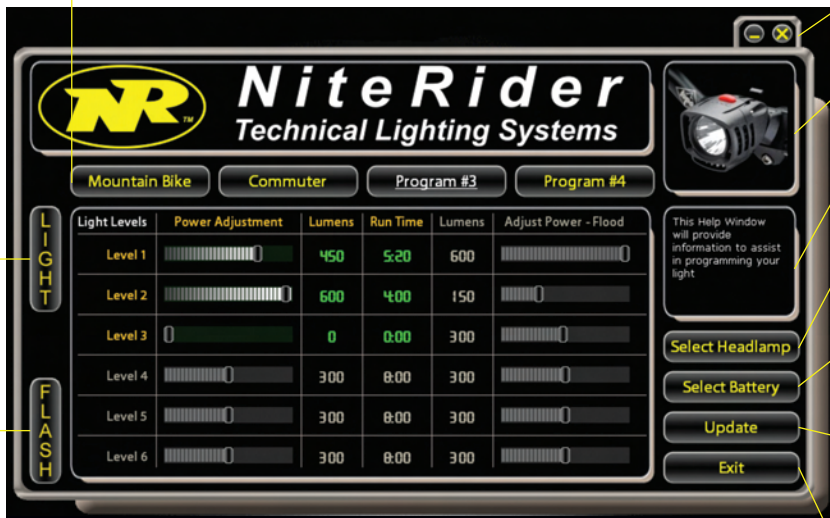 NR TM
NiteRider
Technical Lighting Systems
Mountain Bike Commuter Program #3 Program #4
LIGHT
FLASH
Light Levels Power Adjustment Lumens Run Time Lumens Adjust Power - Flood
Level 1 450 5:20 600
Level 2 600 4:00 150
Level 3 0 0:00 300
Level 4 300 8:00 300
Level 5 300 8:00 300
Level 6 300 8:00 300
This Help Window
will provide
information to assist
in programming your
light
Select Headlamp
Select Battery
Update
Exit